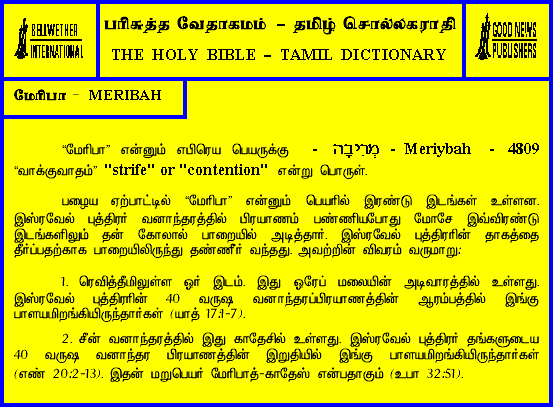 BELLWETHER
INTERNATIONAL
பரிசுத்த வேதாகமம் – தமிழ் சொல்லகராதி
THE HOLY BIBLE – TAMIL DICTIONARY
GOOD NEWS
PUBLISHERS
மேரிபா - MERIBAH
“மேரிபா” என்னும் எபிரெய பெயருக்கு - מְרִיבָה - Meriybah - 4809
“வாக்குவாதம்” "strife" or "contention" என்று பொருள்.
பழைய ஏற்பாட்டில் “மேரிபா” என்னும் பெயரில் இரண்டு இடங்கள் உள்ளன.
இஸ்ரவேல் புத்திரர் வனாந்தரத்தில் பிரயாணம் பண்ணியபோது மோசே இவ்விரண்டு
இடங்களிலும் தன் கோலால் பாறையில் அடித்தார். இஸ்ரவேல் புத்திரரின் தாகத்தை
தீர்ப்பதற்காக பாறையிலிருந்து தண்ணீர் வந்தது. அவற்றின் விவரம் வருமாறு:
1. ரெவித்தீமிலுள்ள ஓர் இடம். இது ஓரேப் மலையின் அடிவாரத்தில் உள்ளது.
இஸ்ரவேல் புத்திரரின் 40 வருஷ வனாந்தரப்பிரயாணத்தின் ஆரம்பத்தில் இங்கு
பாளயமிறங்கியிருந்தார்கள் (யாத் 17:1-7).
2. சீன் வனாந்தரத்தில் இது காதேசில் உள்ளது. இஸ்ரவேல் புத்திரர் தங்களுடைய
40 வருஷ வனாந்தர பிரயாணத்தின் இறுதியில் இங்கு பாளயமிறங்கியிருந்தார்கள்
(எண் 20:2-13). இதன் மறுபெயர் மேரிபாத்-காதேஸ் என்பதாகும் (உபா 32:51).